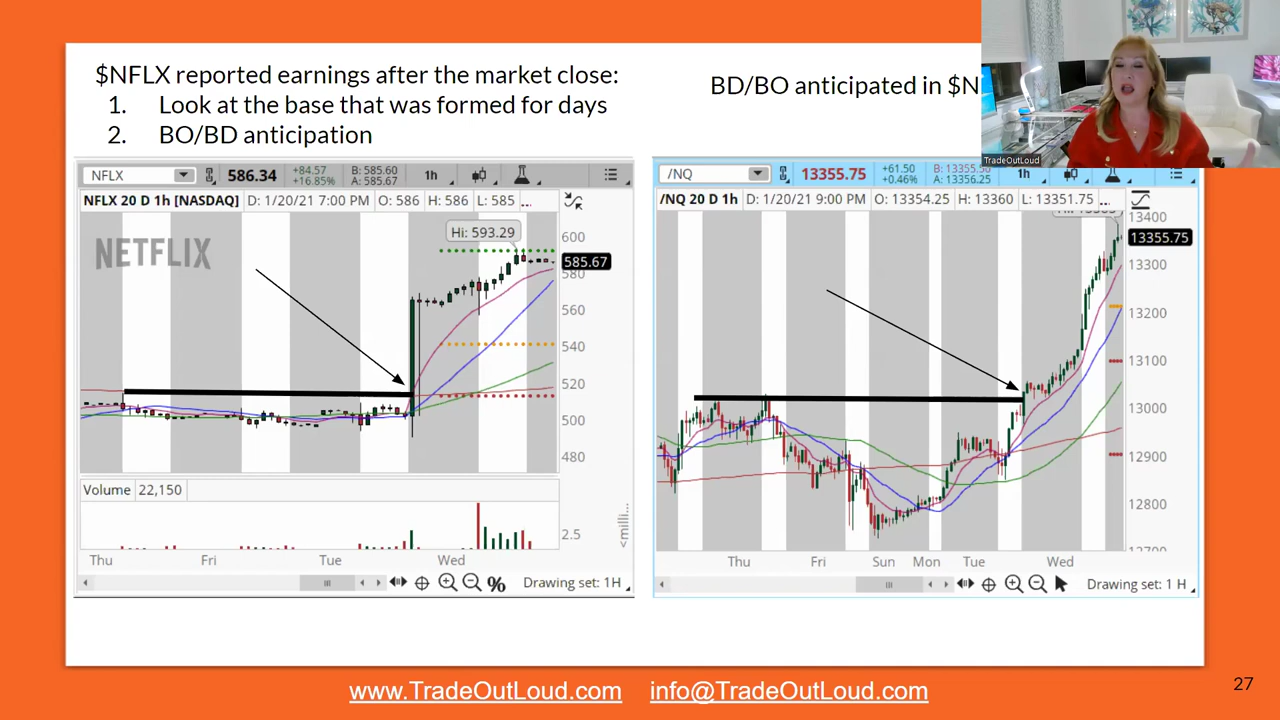 $NFLX reported earnings after the market close:
1. Look at the base that was formed for days
2. BO/BD anticipation
BD/BO anticipated in $N
TradeOutLoud
NFLX 586.34 +84.57 +16.85% B: 585.60 A: 585.67 1h
NFLX 20 D 1h [NASDAQ] D: 1/20/21 7:00 PM O: 586 H: 586 L: 585 ...
NETFLIX
Hi: 593.29
600
585.67
580
560
540
520
500
480
Volume 22,150
2.5
Thu Fri Tue Wed
Drawing set: 1H
/NQ 13355.75 +61.50 +0.46% B: 13355.50 A: 13356.25 1h
/NQ 20 D 1h D: 1/20/21 9:00 PM O: 13354.25 H: 13360 L: 13351.75 ...
13400
13355.75
13300
13200
13100
13000
12900
12800
Thu Fri Sun Mon Tue Wed
Drawing set: 1 H
www.TradeOutLoud.com info@TradeOutLoud.com
27